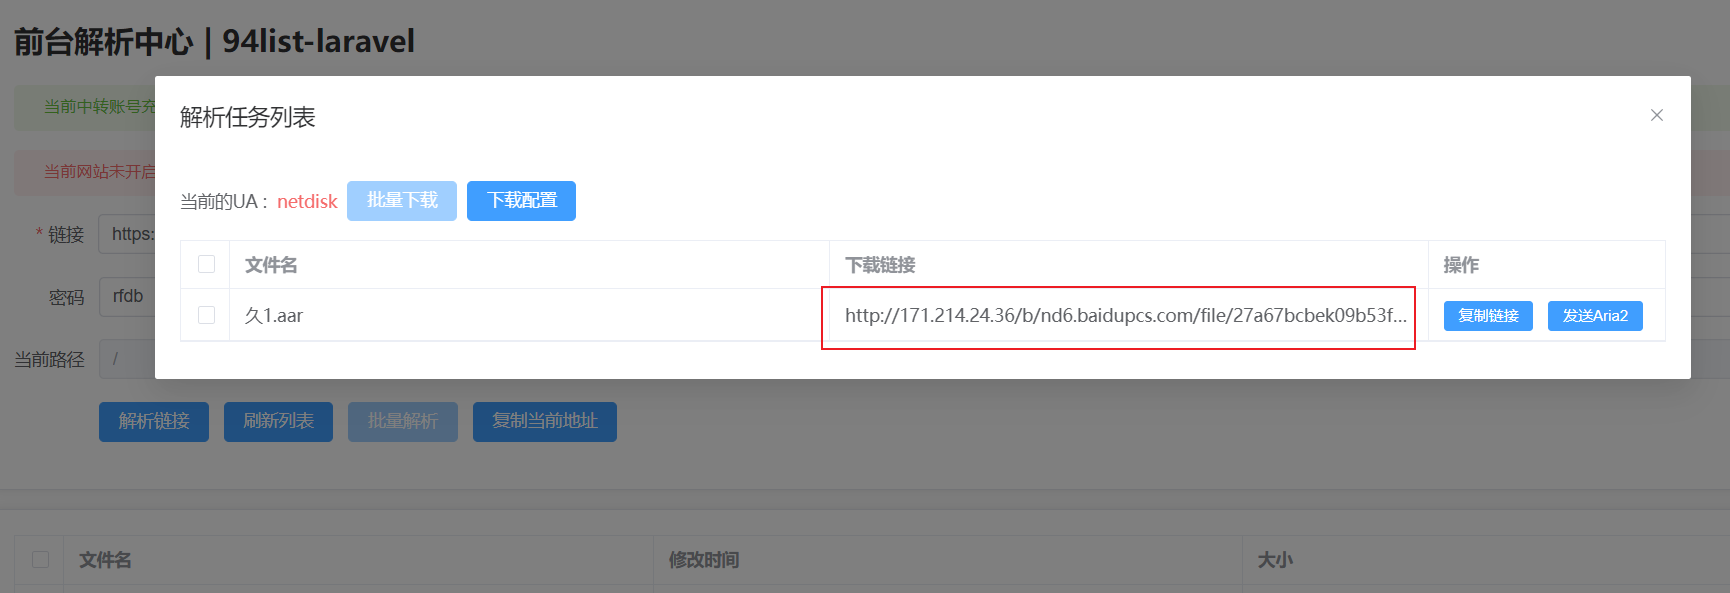 前台解析中心 | 94list-laravel
当前中转账号充
解析任务列表
当前网站未开启
当前的UA : netdisk 批量下载 下载配置
* 链接 https:
文件名 下载链接 操作
密码 rfdb
久1.aar http://171.214.24.36/b/nd6.baidupcs.com/file/27a67bcbek09b53f... 复制链接 发送Aria2
当前路径 /
解析链接 刷新列表 批量解析 复制当前地址
文件名 修改时间 大小